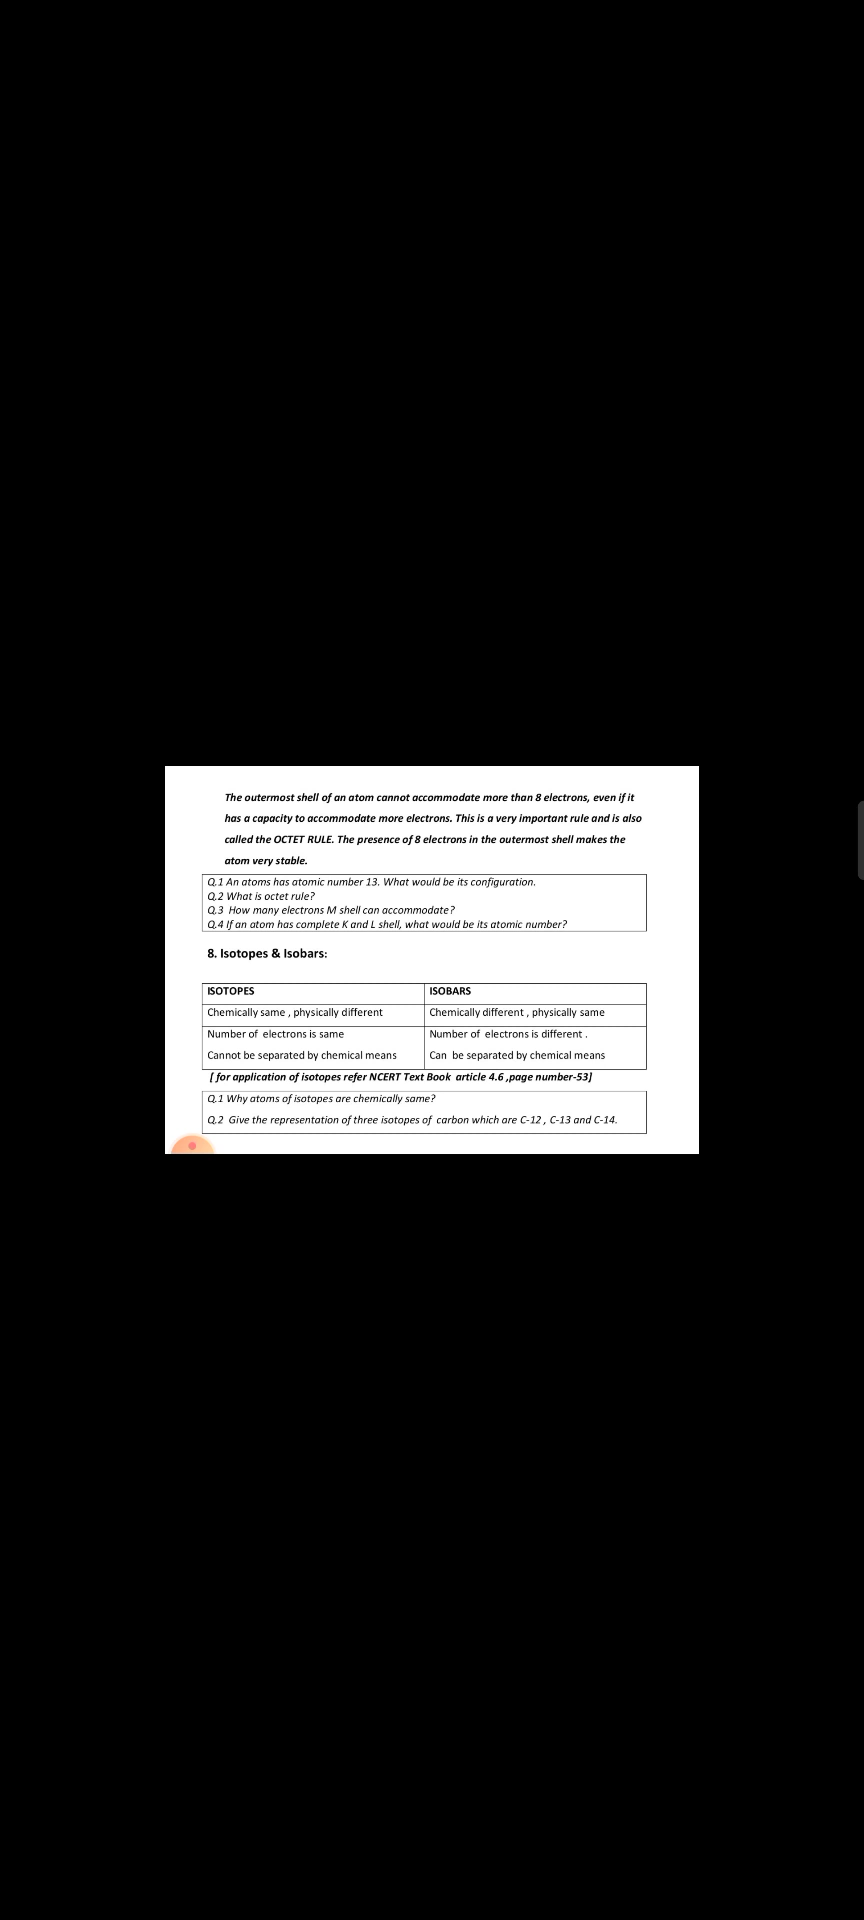 The outermost shell of an atom cannot accommodate more than 8 electrons, even if it
has a capacity to accommodate more electrons. This is a very important rule and is also
called the OCTET RULE. The presence of 8 electrons in the outermost shell makes the
atom very stable.
Q.1 An atoms has atomic number 13. What would be its configuration.
Q.2 What is octet rule?
Q.3 How many electrons M shell can accommodate?
Q.4 If an atom has complete K and L shell, what would be its atomic number?
8. Isotopes & Isobars:
ISOTOPES ISOBARS
Chemically same , physically different Chemically different , physically same
Number of electrons is same Number of electrons is different .
Cannot be separated by chemical means Can be separated by chemical means
[ for application of isotopes refer NCERT Text Book article 4.6 ,page number-53]
Q.1 Why atoms of isotopes are chemically same?
Q.2 Give the representation of three isotopes of carbon which are C-12 , C-13 and C-14.